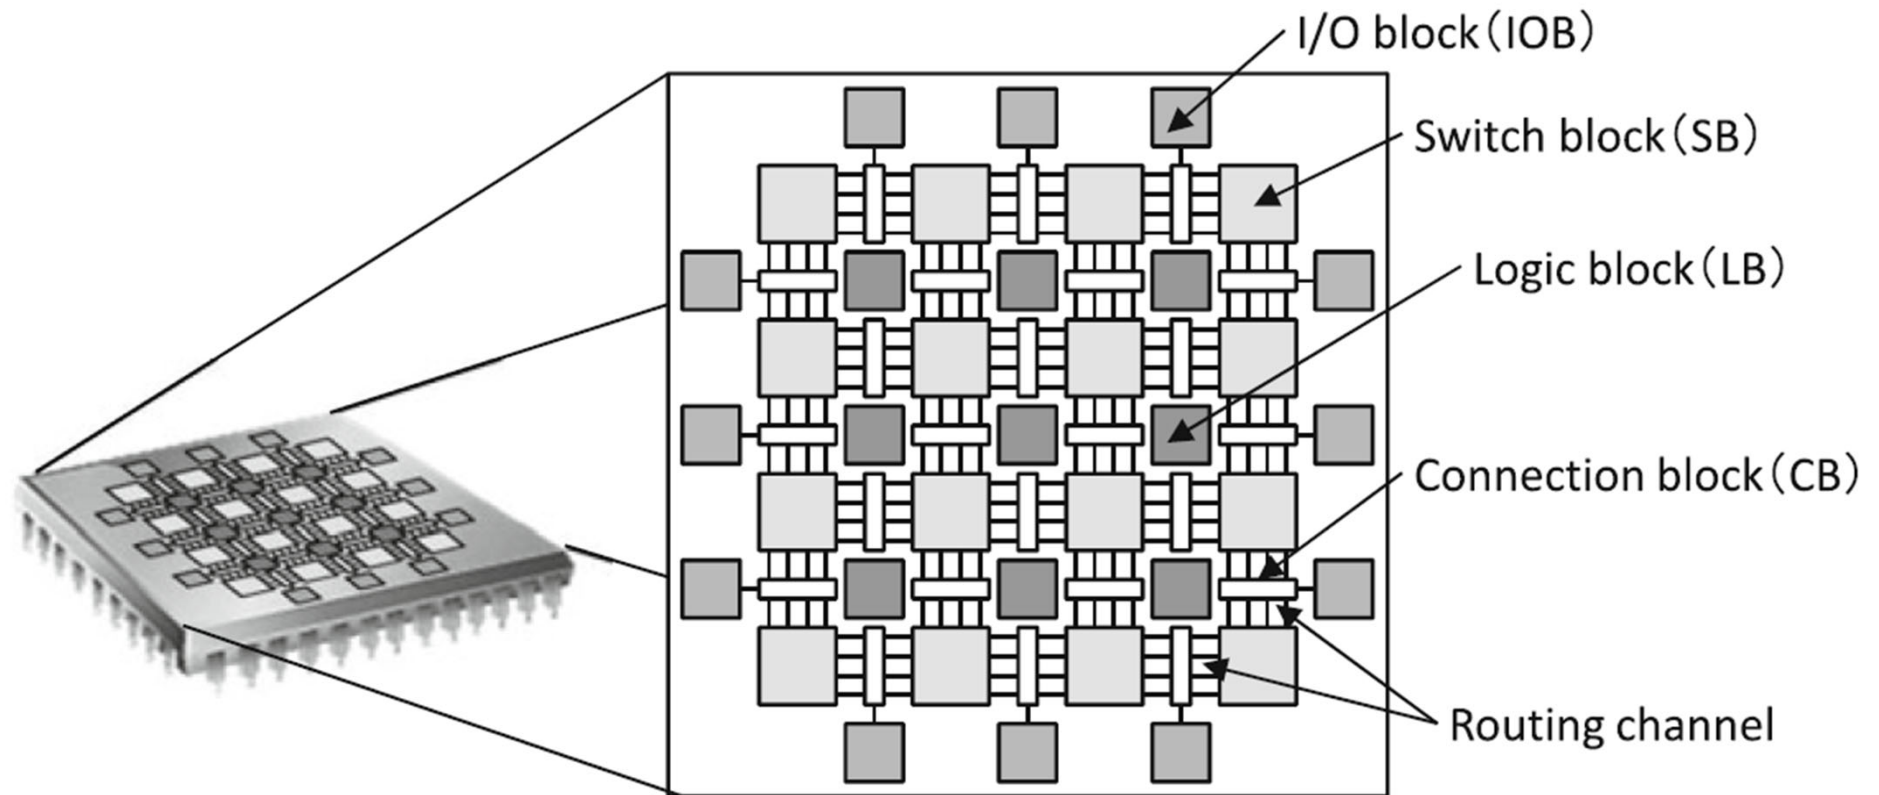 I/O block(IOB)
Switch block(SB)
Logic block(LB)
Connection block(CB)
Routing channel